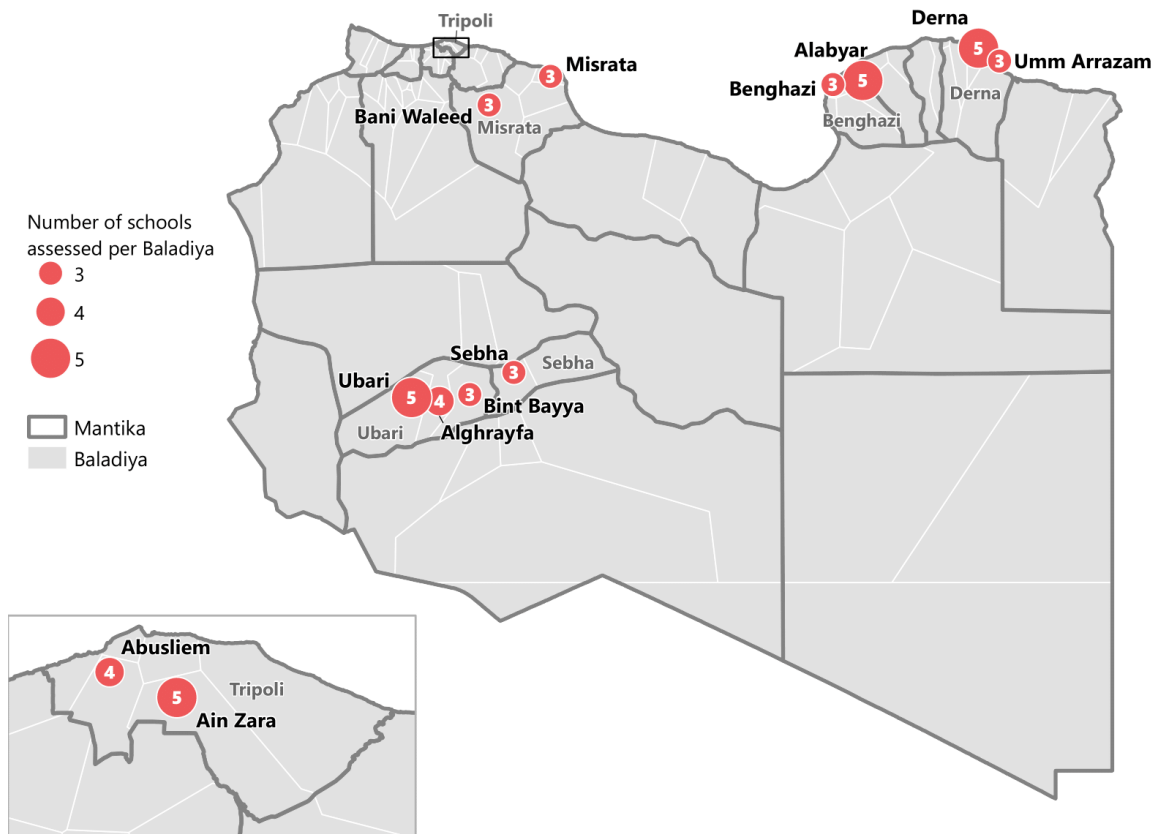 Tripoli
Derna
5
3
Umm Arrazam
Alabyar
Misrata
3
Benghazi
3
5
Derna
Benghazi
3
Bani Waleed
Misrata
Number of schools
assessed per Baladiya
3
4
5
Mantika
Baladiya
Sebha
3
Sebha
Ubari
5
4
3
Bint Bayya
Ubari
Alghrayfa
Abusliem
4
Tripoli
5
Ain Zara